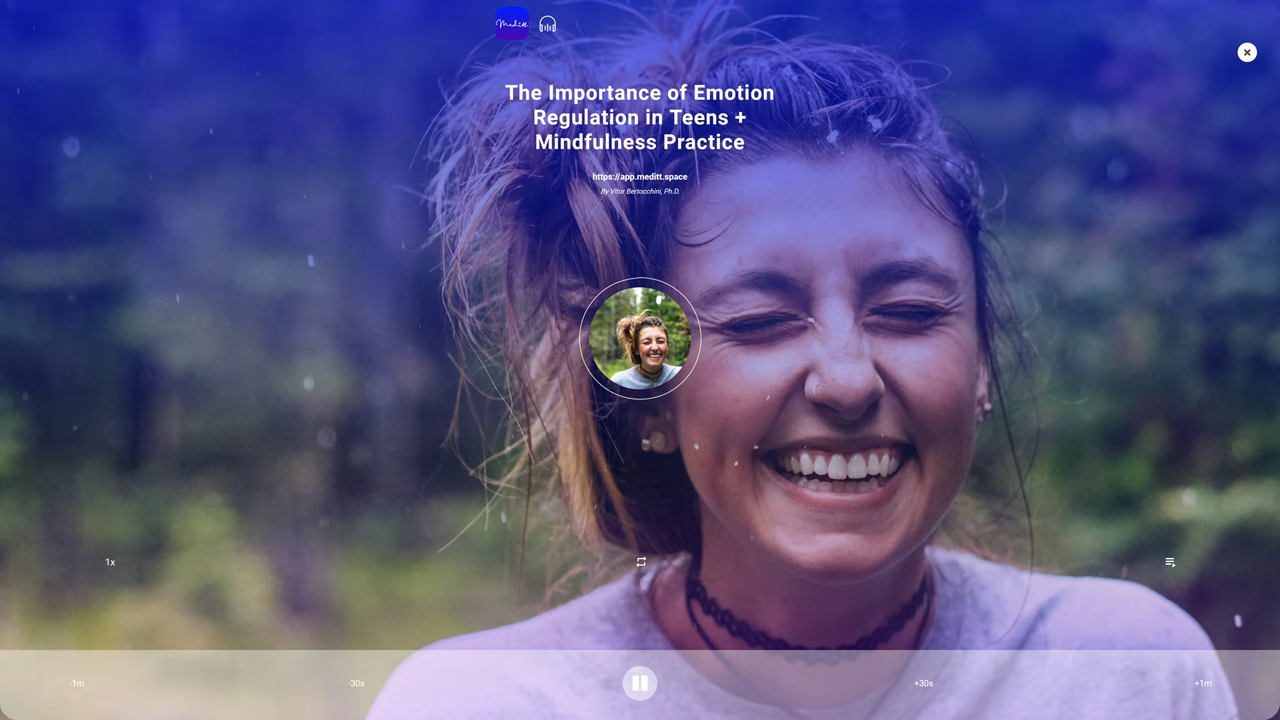 Meditt
The Importance of Emotion
Regulation in Teens +
Mindfulness Practice
https://app.meditt.space
By Vitor Bertocchini, Ph.D.
1x
-1m
-30s
+30s
+1m